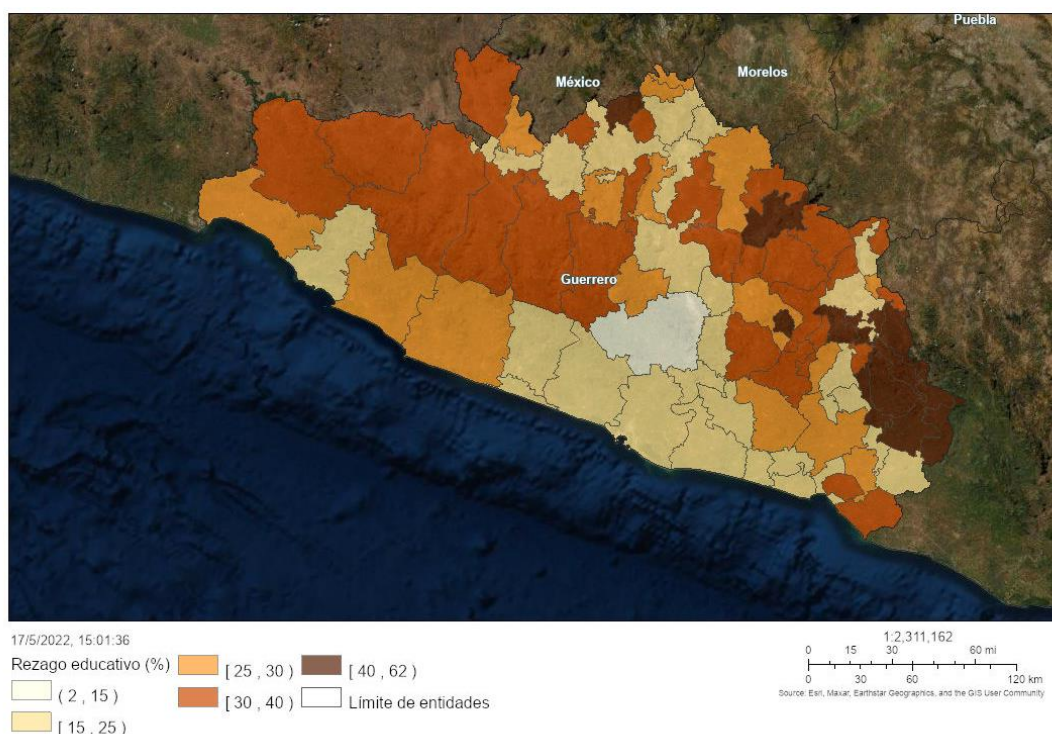 Puebla
México
Morelos
Guerrero
17/5/2022, 15:01:36
Rezago educativo (%)
( 2 , 15 )
[ 15 , 25 )
[ 25 , 30 )
[ 30 , 40 )
[ 40 , 62 )
Límite de entidades
1:2,311,162
0 15 30 60 mi
0 30 60 120 km
Source: Esri, Maxar, Earthstar Geographics, and the GIS User Community